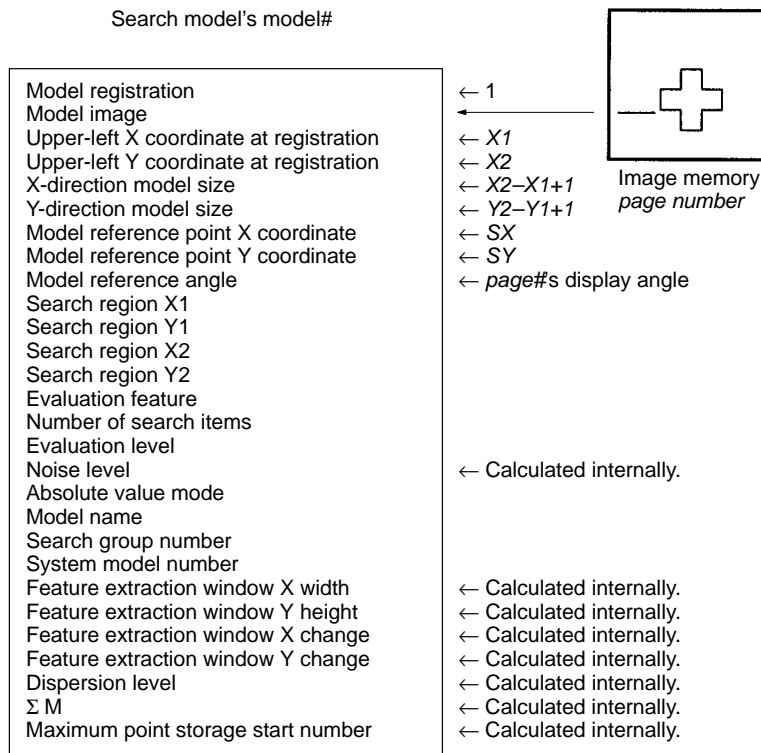 Search model's model#
Model registration ← 1
Model image ←
Upper-left X coordinate at registration ← X1
Upper-left Y coordinate at registration ← X2
X-direction model size ← X2–X1+1
Y-direction model size ← Y2–Y1+1
Model reference point X coordinate ← SX
Model reference point Y coordinate ← SY
Model reference angle ← page#'s display angle
Search region X1
Search region Y1
Search region X2
Search region Y2
Evaluation feature
Number of search items
Evaluation level
Noise level ← Calculated internally.
Absolute value mode
Model name
Search group number
System model number
Feature extraction window X width ← Calculated internally.
Feature extraction window Y height ← Calculated internally.
Feature extraction window X change ← Calculated internally.
Feature extraction window Y change ← Calculated internally.
Dispersion level ← Calculated internally.
Σ M ← Calculated internally.
Maximum point storage start number ← Calculated internally.
Image memory
page number